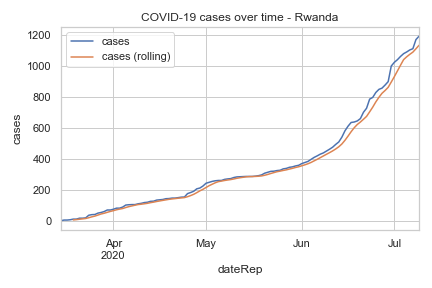 COVID-19 cases over time - Rwanda
cases
cases (rolling)
1200
1000
800
600
400
200
0
cases
Apr
2020
May
Jun
Jul
dateRep